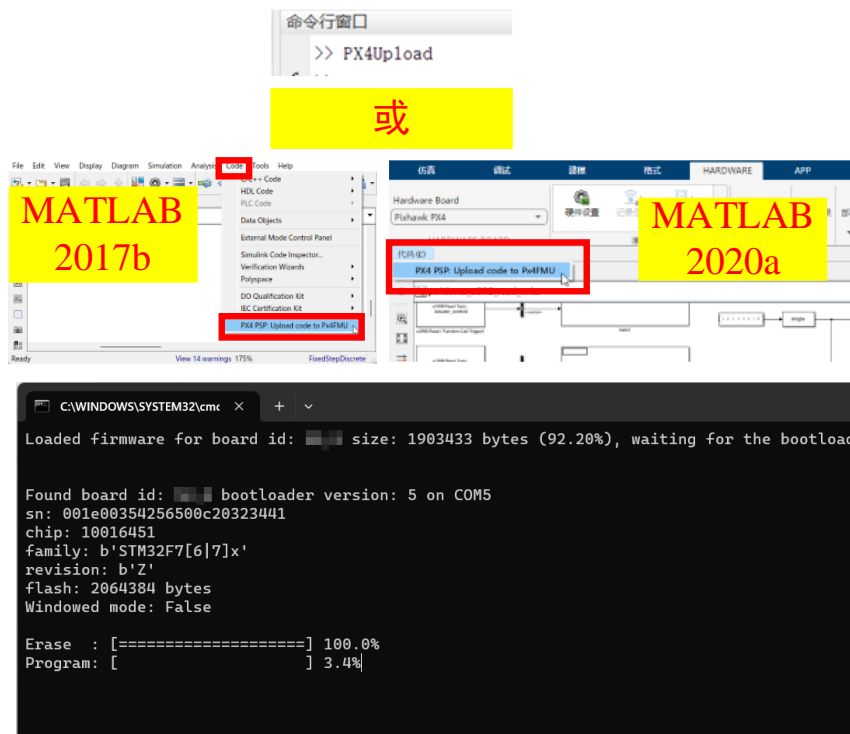 命令行窗口
>> PX4Upload
或
File Edit View Display Diagram Simulation Analysis Code Tools Help
C/C++ Code
HDL Code
PLC Code
Data Objects
External Mode Control Panel
Simulink Code Inspector...
Verification Wizards
Polyspace
DO Qualification Kit
IEC Certification Kit
PX4 PSP: Upload code to Px4FMU
MATLAB
2017b
Ready View 14 warnings 175% FixedStepDiscrete
仿真 调试 建模 格式 HARDWARE APP
Hardware Board
Pixhawk PX4
硬件设置
HARDWARE BOARD
代码(C)
PX4 PSP: Upload code to Px4FMU
MATLAB
2020a
single
C:\WINDOWS\SYSTEM32\cmc
Loaded firmware for board id: size: 1903433 bytes (92.20%), waiting for the bootload
Found board id: bootloader version: 5 on COM5
sn: 001e00354256500c20323441
chip: 10016451
family: b'STM32F7[6|7]x'
revision: b'Z'
flash: 2064384 bytes
Windowed mode: False
Erase : [====================] 100.0%
Program: [ ] 3.4%